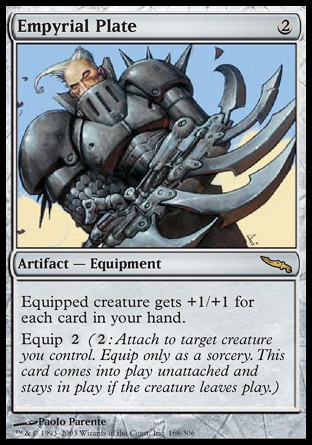 Empyrial Plate 2
Artifact — Equipment
Equipped creature gets +1/+1 for
each card in your hand.
Equip 2 (2: Attach to target creature
you control. Equip only as a sorcery. This
card comes into play unattached and
stays in play if the creature leaves play.)
Paolo Parente
™ & © 1993–2003 Wizards of the Coast, Inc. 168/306